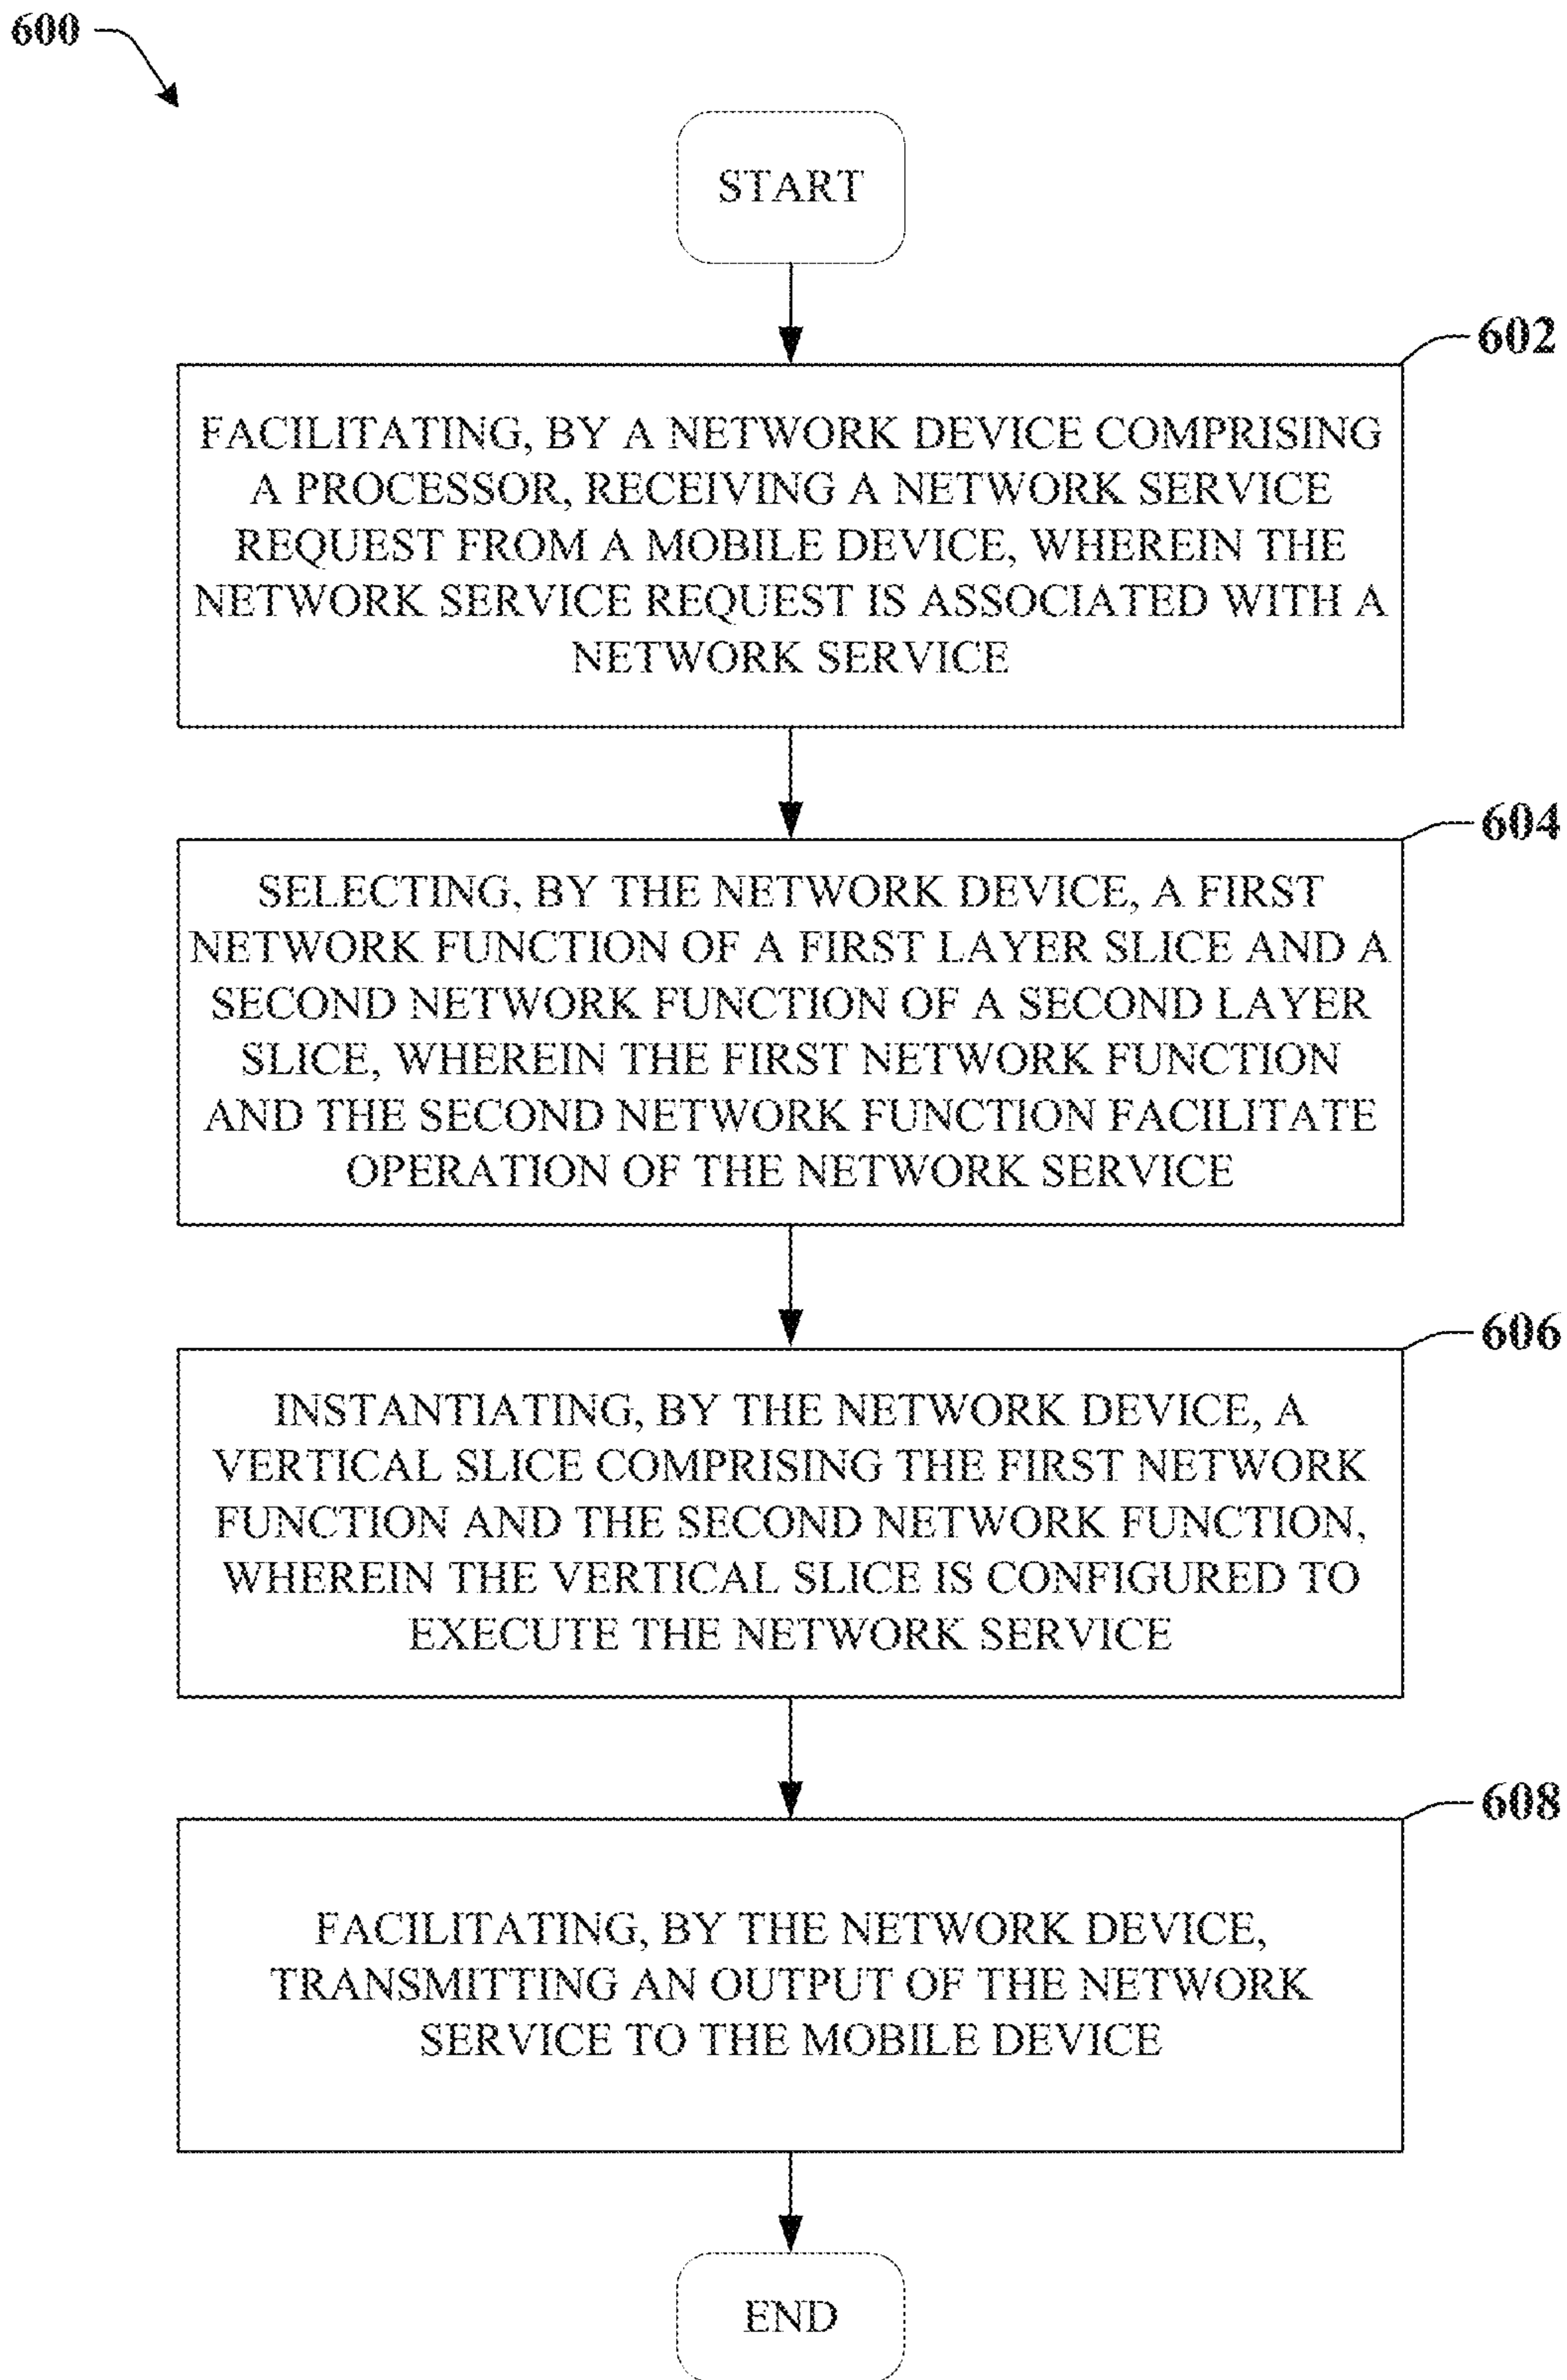 600
START
602
FACILITATING, BY A NETWORK DEVICE COMPRISING
A PROCESSOR, RECEIVING A NETWORK SERVICE
REQUEST FROM A MOBILE DEVICE, WHEREIN THE
NETWORK SERVICE REQUEST IS ASSOCIATED WITH A
NETWORK SERVICE
604
SELECTING, BY THE NETWORK DEVICE, A FIRST
NETWORK FUNCTION OF A FIRST LAYER SLICE AND A
SECOND NETWORK FUNCTION OF A SECOND LAYER
SLICE, WHEREIN THE FIRST NETWORK FUNCTION
AND THE SECOND NETWORK FUNCTION FACILITATE
OPERATION OF THE NETWORK SERVICE
606
INSTANTIATING, BY THE NETWORK DEVICE, A
VERTICAL SLICE COMPRISING THE FIRST NETWORK
FUNCTION AND THE SECOND NETWORK FUNCTION,
WHEREIN THE VERTICAL SLICE IS CONFIGURED TO
EXECUTE THE NETWORK SERVICE
608
FACILITATING, BY THE NETWORK DEVICE,
TRANSMITTING AN OUTPUT OF THE NETWORK
SERVICE TO THE MOBILE DEVICE
END